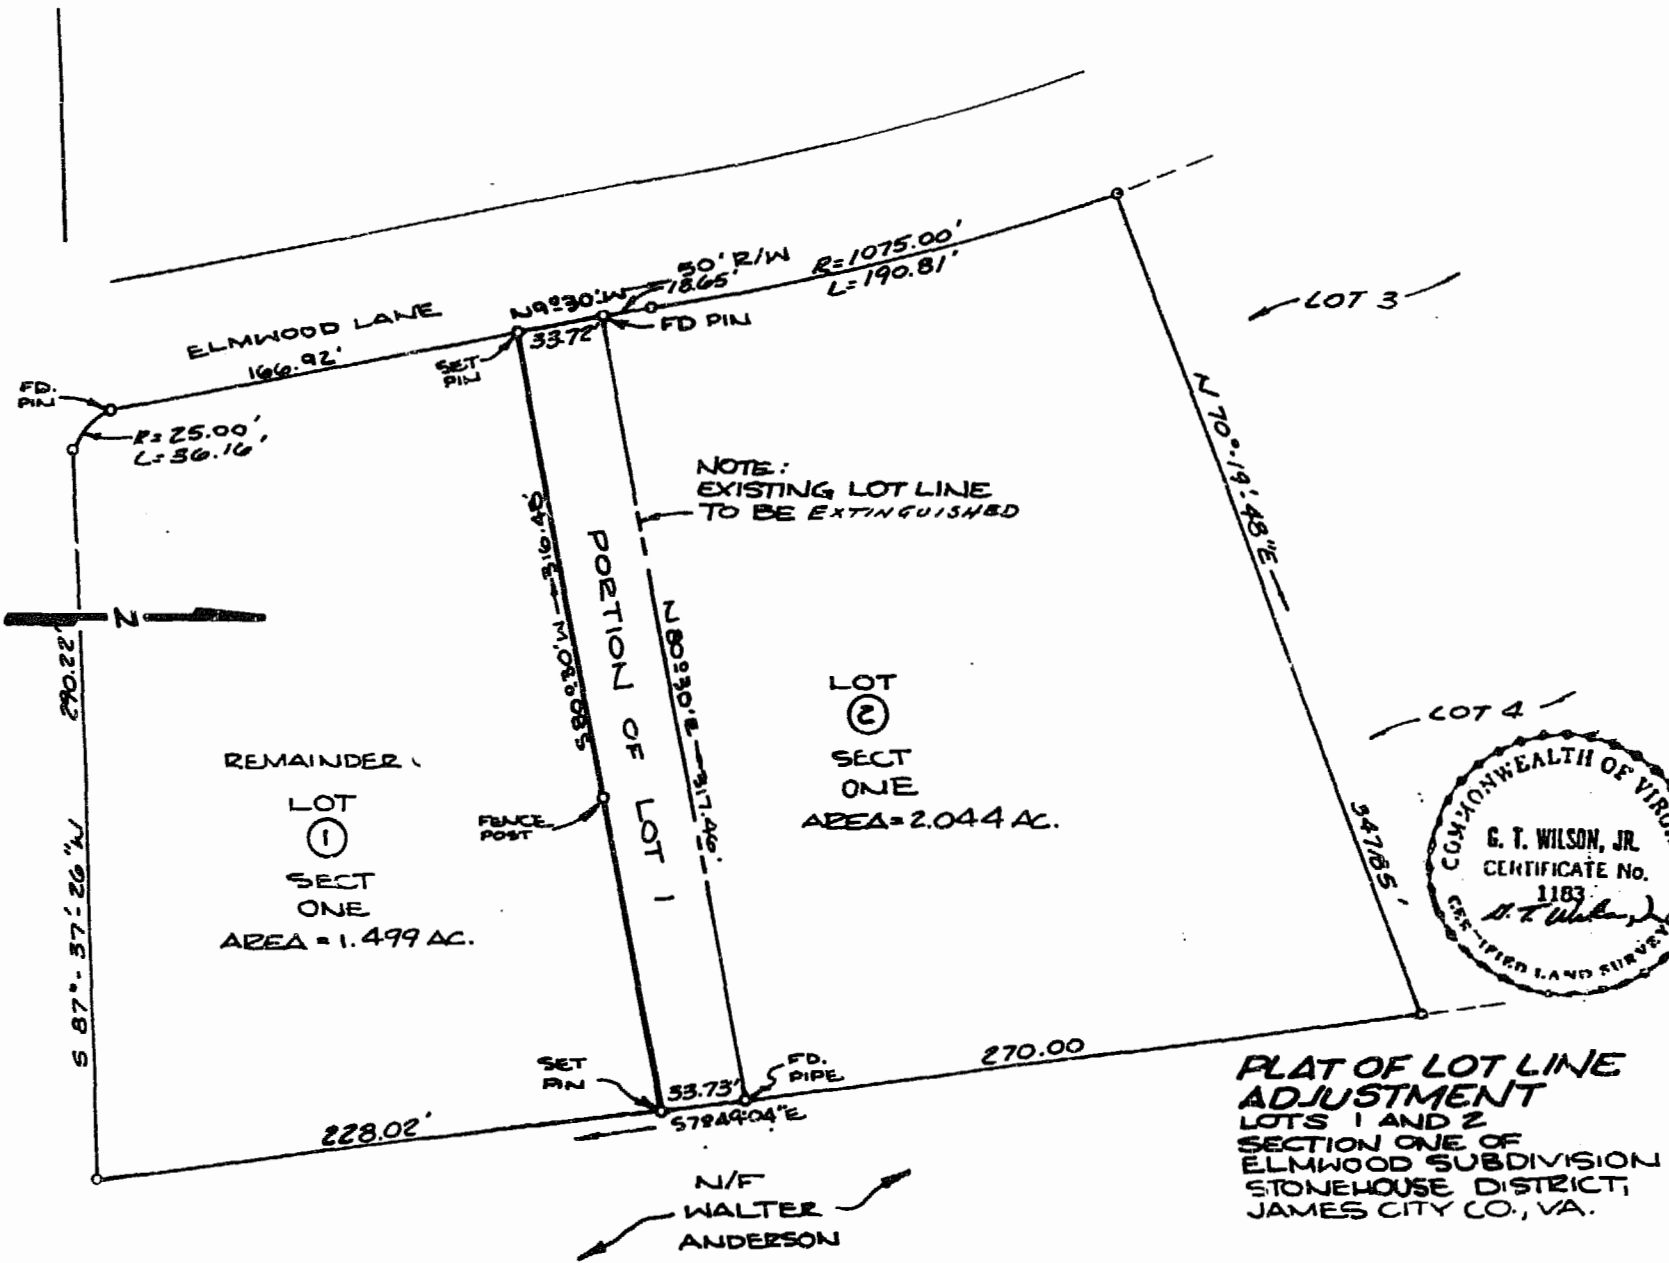 50' R/W
N9°30'W
18.65'
R=1075.00'
L=190.81'
ELMWOOD LANE
166.92'
33.72'
FD PIN
SET
PIN
FD.
PIN
R=25.00'
L=36.16'
LOT 3
NOTE:
EXISTING LOT LINE
TO BE EXTINGUISHED
N 70°-19'-48"E
S80°30'W
316.48'
PORTION OF LOT 1
N80°30'E 317.46'
N
290.22'
S 87°-37'-26"W
REMAINDER
LOT
1
SECT
ONE
AREA = 1.499 AC.
FENCE
POST
LOT
2
SECT
ONE
AREA=2.044 AC.
LOT 4
347.85'
COMMONWEALTH OF
G. T. WILSON, JR.
CERTIFICATE No.
1183
LAND
SET
PIN
33.73'
FD.
PIPE
270.00
228.02'
S7°49'04"E
N/F
WALTER
ANDERSON
PLAT OF LOT LINE
ADJUSTMENT
LOTS 1 AND 2
SECTION ONE OF
ELMWOOD SUBDIVISION
STONEHOUSE DISTRICT,
JAMES CITY CO., VA.